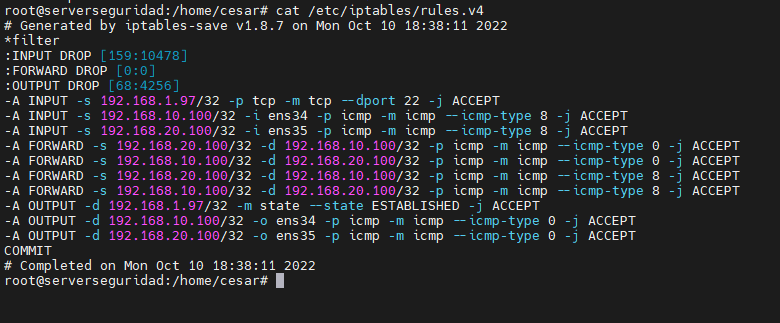 root@serverseguridad:/home/cesar# cat /etc/iptables/rules.v4
# Generated by iptables-save v1.8.7 on Mon Oct 10 18:38:11 2022
*filter
:INPUT DROP [159:10478]
:FORWARD DROP [0:0]
:OUTPUT DROP [68:4256]
-A INPUT -s 192.168.1.97/32 -p tcp -m tcp --dport 22 -j ACCEPT
-A INPUT -s 192.168.10.100/32 -i ens34 -p icmp -m icmp --icmp-type 8 -j ACCEPT
-A INPUT -s 192.168.20.100/32 -i ens35 -p icmp -m icmp --icmp-type 8 -j ACCEPT
-A FORWARD -s 192.168.20.100/32 -d 192.168.10.100/32 -p icmp -m icmp --icmp-type 0 -j ACCEPT
-A FORWARD -s 192.168.10.100/32 -d 192.168.20.100/32 -p icmp -m icmp --icmp-type 0 -j ACCEPT
-A FORWARD -s 192.168.20.100/32 -d 192.168.10.100/32 -p icmp -m icmp --icmp-type 8 -j ACCEPT
-A FORWARD -s 192.168.10.100/32 -d 192.168.20.100/32 -p icmp -m icmp --icmp-type 8 -j ACCEPT
-A OUTPUT -d 192.168.1.97/32 -m state --state ESTABLISHED -j ACCEPT
-A OUTPUT -d 192.168.10.100/32 -o ens34 -p icmp -m icmp --icmp-type 0 -j ACCEPT
-A OUTPUT -d 192.168.20.100/32 -o ens35 -p icmp -m icmp --icmp-type 0 -j ACCEPT
COMMIT
# Completed on Mon Oct 10 18:38:11 2022
root@serverseguridad:/home/cesar#